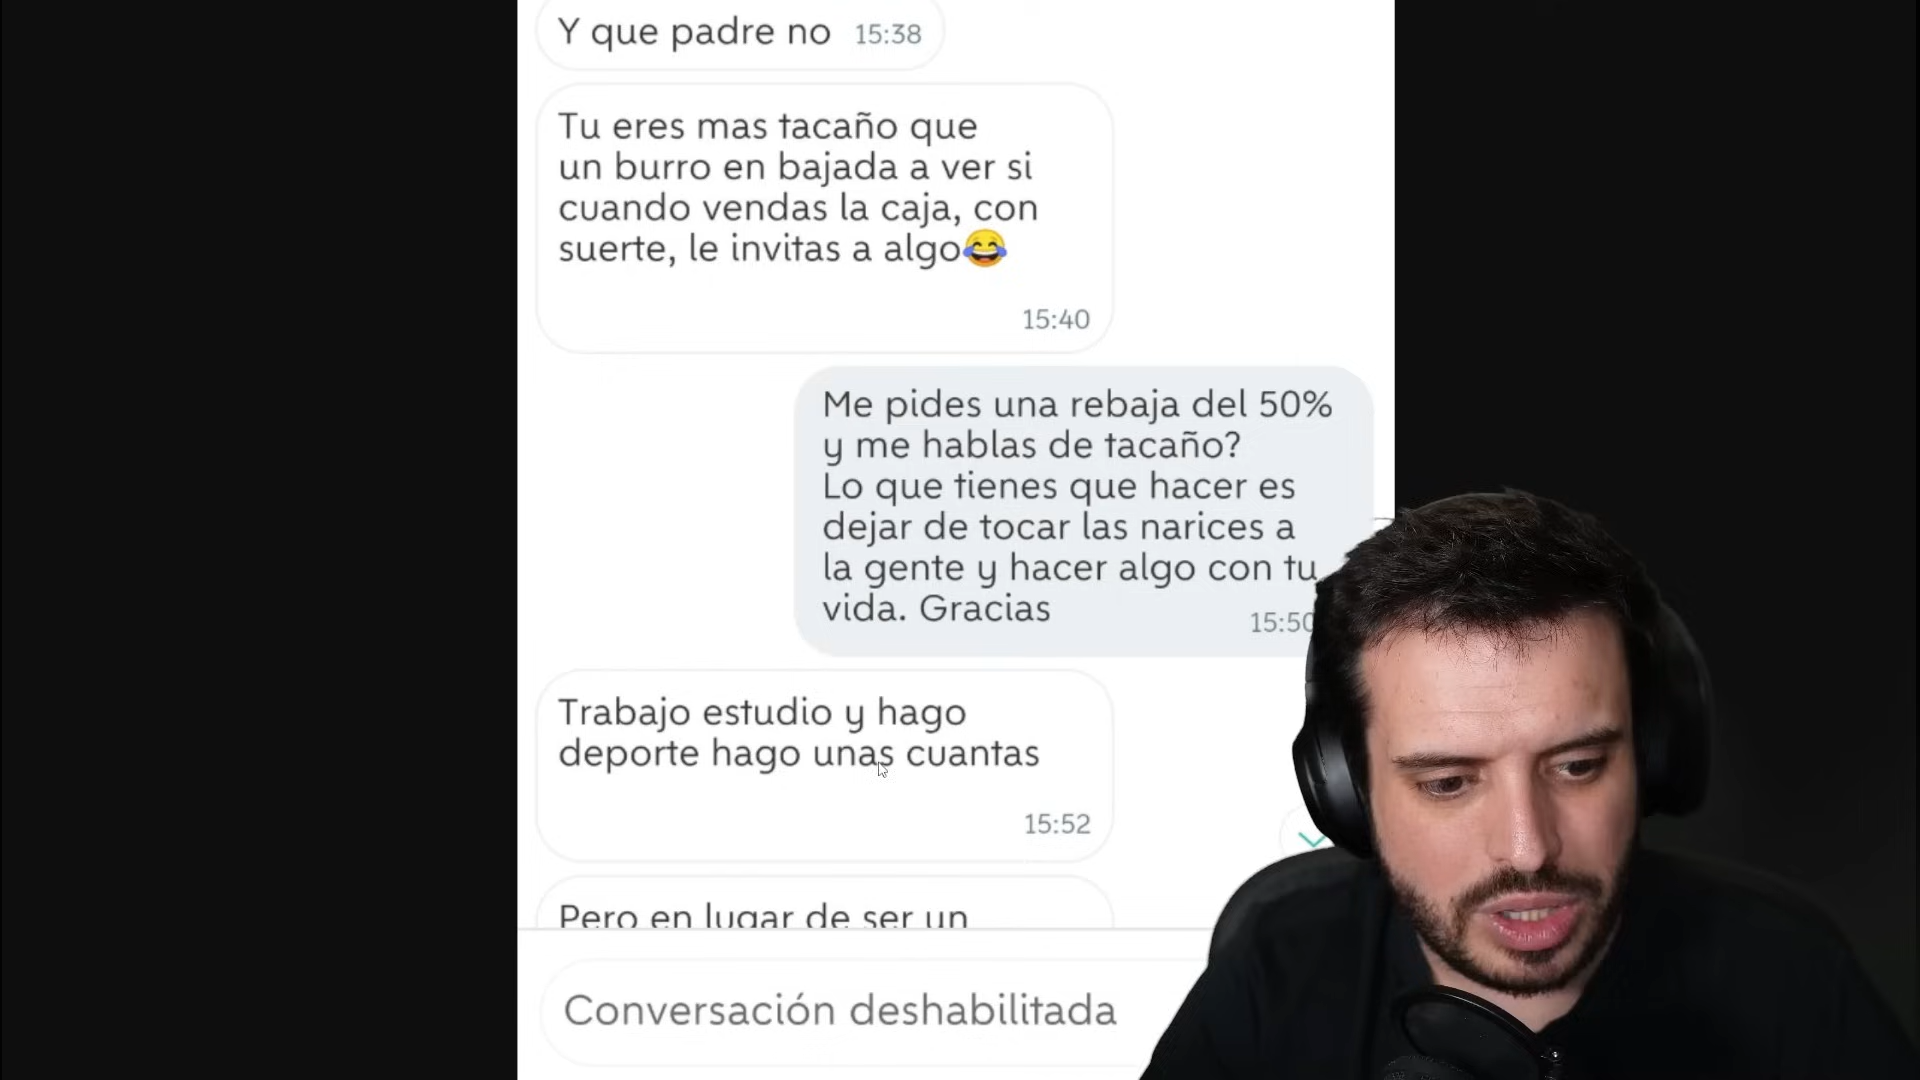 Y que padre no 15:38
Tu eres mas tacaño que
un burro en bajada a ver si
cuando vendas la caja, con
suerte, le invitas a algo😂
15:40
Me pides una rebaja del 50%
y me hablas de tacaño?
Lo que tienes que hacer es
dejar de tocar las narices a
la gente y hacer algo con tu
vida. Gracias
15:50
Trabajo estudio y hago
deporte hago unas cuantas
15:52
Pero en lugar de ser un
Conversación deshabilitada